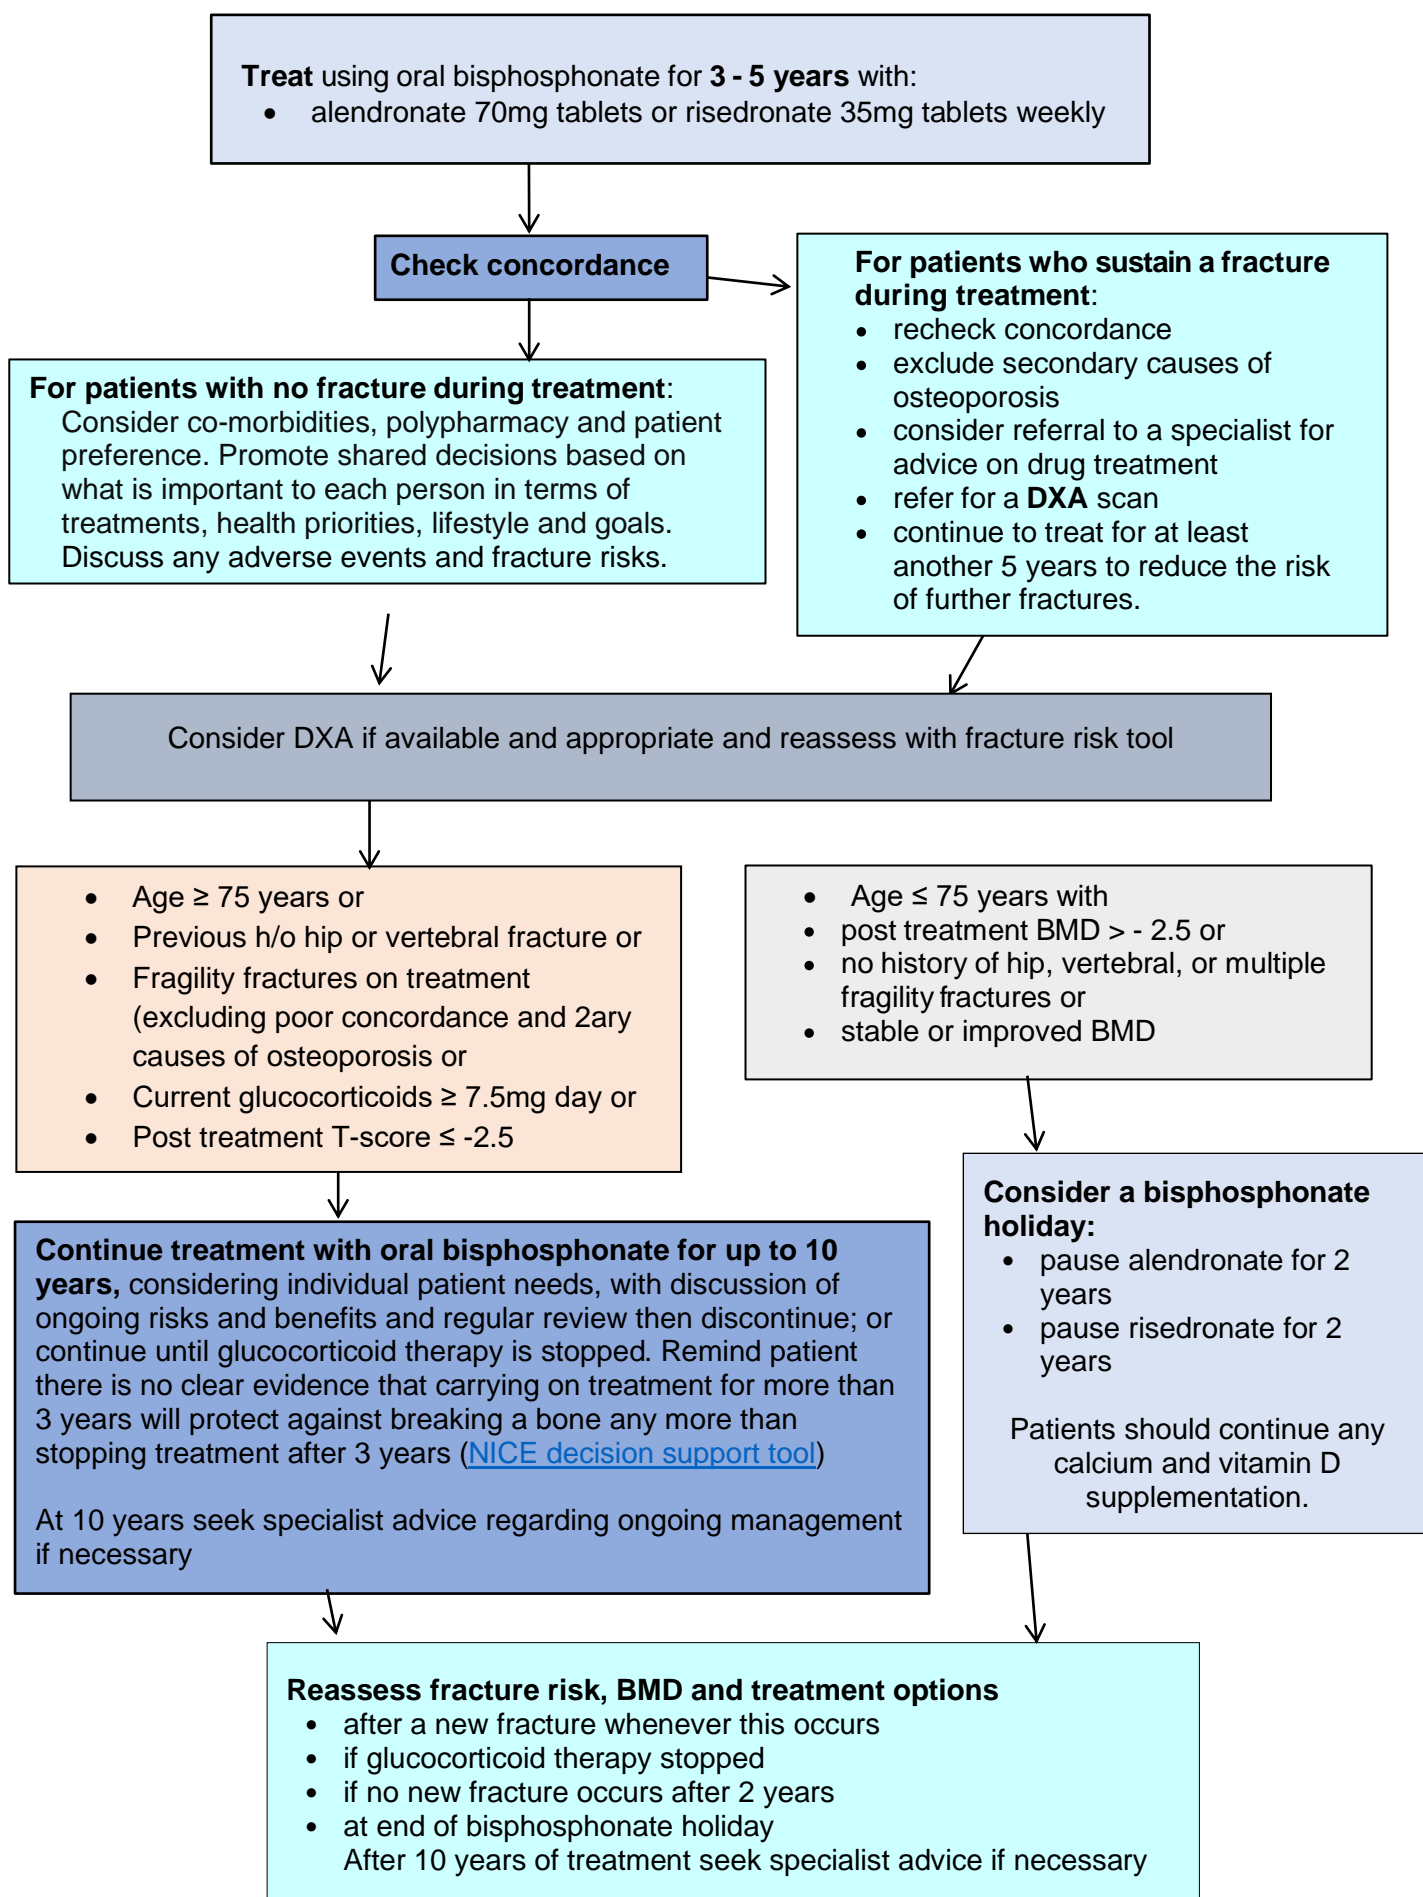 Treat using oral bisphosphonate for 3 - 5 years with:
• alendronate 70mg tablets or risedronate 35mg tablets weekly
Check concordance
For patients who sustain a fracture
during treatment:
• recheck concordance
• exclude secondary causes of
osteoporosis
• consider referral to a specialist for
advice on drug treatment
• refer for a DXA scan
• continue to treat for at least
another 5 years to reduce the risk
of further fractures.
For patients with no fracture during treatment:
Consider co-morbidities, polypharmacy and patient
preference. Promote shared decisions based on
what is important to each person in terms of
treatments, health priorities, lifestyle and goals.
Discuss any adverse events and fracture risks.
Consider DXA if available and appropriate and reassess with fracture risk tool
• Age ≥ 75 years or
• Previous h/o hip or vertebral fracture or
• Fragility fractures on treatment
(excluding poor concordance and 2ary
causes of osteoporosis or
• Current glucocorticoids ≥ 7.5mg day or
• Post treatment T-score ≤ -2.5
• Age ≤ 75 years with
• post treatment BMD > - 2.5 or
• no history of hip, vertebral, or multiple
fragility fractures or
• stable or improved BMD
Continue treatment with oral bisphosphonate for up to 10
years, considering individual patient needs, with discussion of
ongoing risks and benefits and regular review then discontinue; or
continue until glucocorticoid therapy is stopped. Remind patient
there is no clear evidence that carrying on treatment for more than
3 years will protect against breaking a bone any more than
stopping treatment after 3 years (NICE decision support tool)
At 10 years seek specialist advice regarding ongoing management
if necessary
Consider a bisphosphonate
holiday:
• pause alendronate for 2
years
• pause risedronate for 2
years
Patients should continue any
calcium and vitamin D
supplementation.
Reassess fracture risk, BMD and treatment options
• after a new fracture whenever this occurs
• if glucocorticoid therapy stopped
• if no new fracture occurs after 2 years
• at end of bisphosphonate holiday
After 10 years of treatment seek specialist advice if necessary